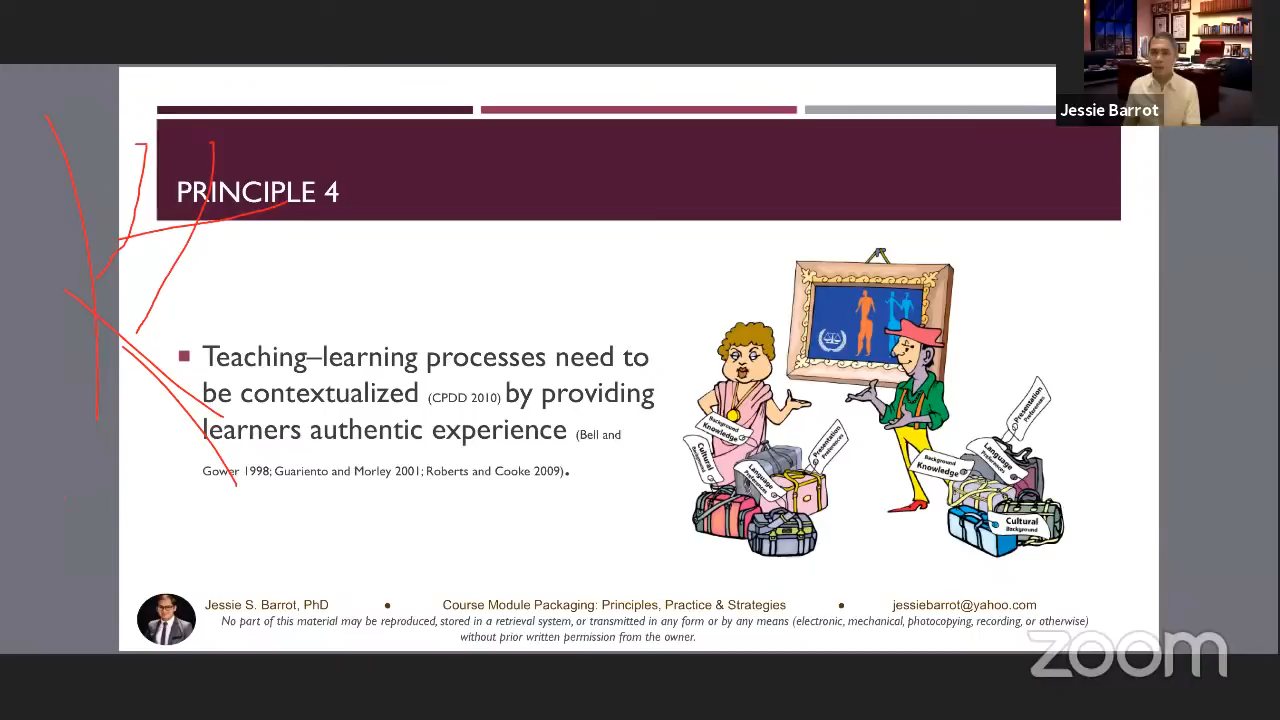 Jessie Barrot
PRINCIPLE 4
Teaching–learning processes need to
be contextualized (CPDD 2010) by providing
learners authentic experience (Bell and
Gower 1998; Guariento and Morley 2001; Roberts and Cooke 2009).
Background
Knowledge
Cultural
Background
Language
Preferences
Presentation
Preferences
Background
Knowledge
Language
Preferences
Presentation
Preferences
Cultural
Background
Jessie S. Barrot, PhD ● Course Module Packaging: Principles, Practice & Strategies ● jessiebarrot@yahoo.com
No part of this material may be reproduced, stored in a retrieval system, or transmitted in any form or by any means (electronic, mechanical, photocopying, recording, or otherwise)
without prior written permission from the owner.
zoom